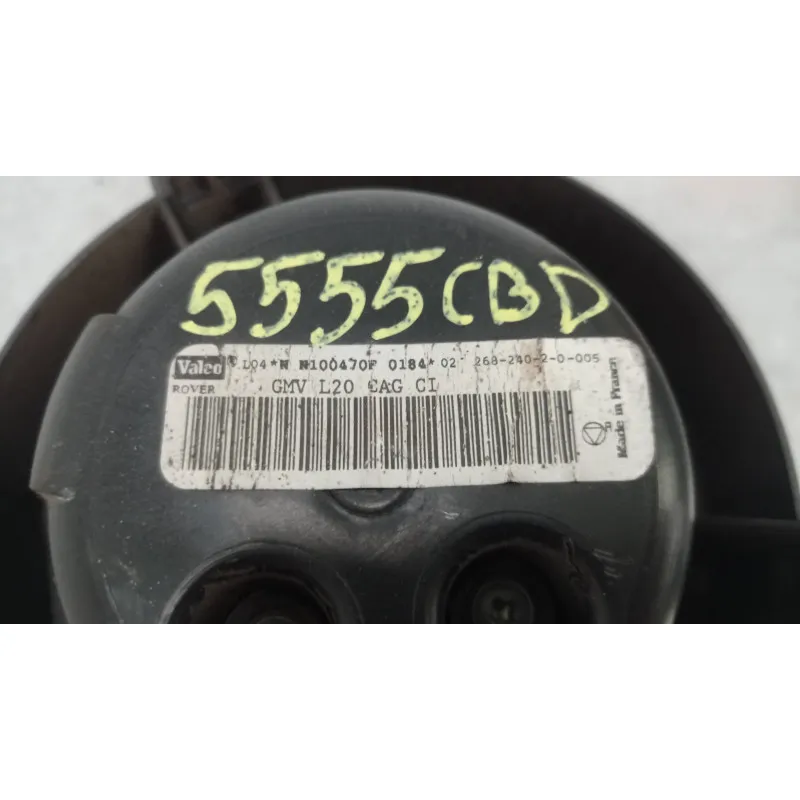 5555CBD
Valeo L04*N N100470F 0184* 02 268-240-2-0-005
ROVER GMV L20 CAG CI
Made in France